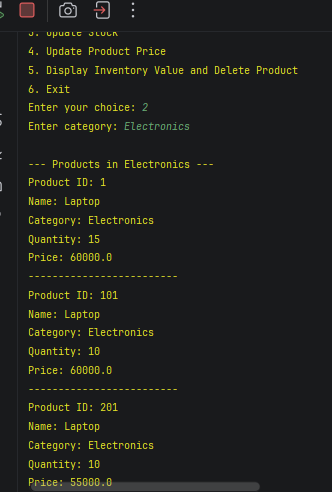 3. Update Stock
4. Update Product Price
5. Display Inventory Value and Delete Product
6. Exit
Enter your choice: 2
Enter category: Electronics
--- Products in Electronics ---
Product ID: 1
Name: Laptop
Category: Electronics
Quantity: 15
Price: 60000.0
-------------------------
Product ID: 101
Name: Laptop
Category: Electronics
Quantity: 10
Price: 60000.0
-------------------------
Product ID: 201
Name: Laptop
Category: Electronics
Quantity: 10
Price: 55000.0